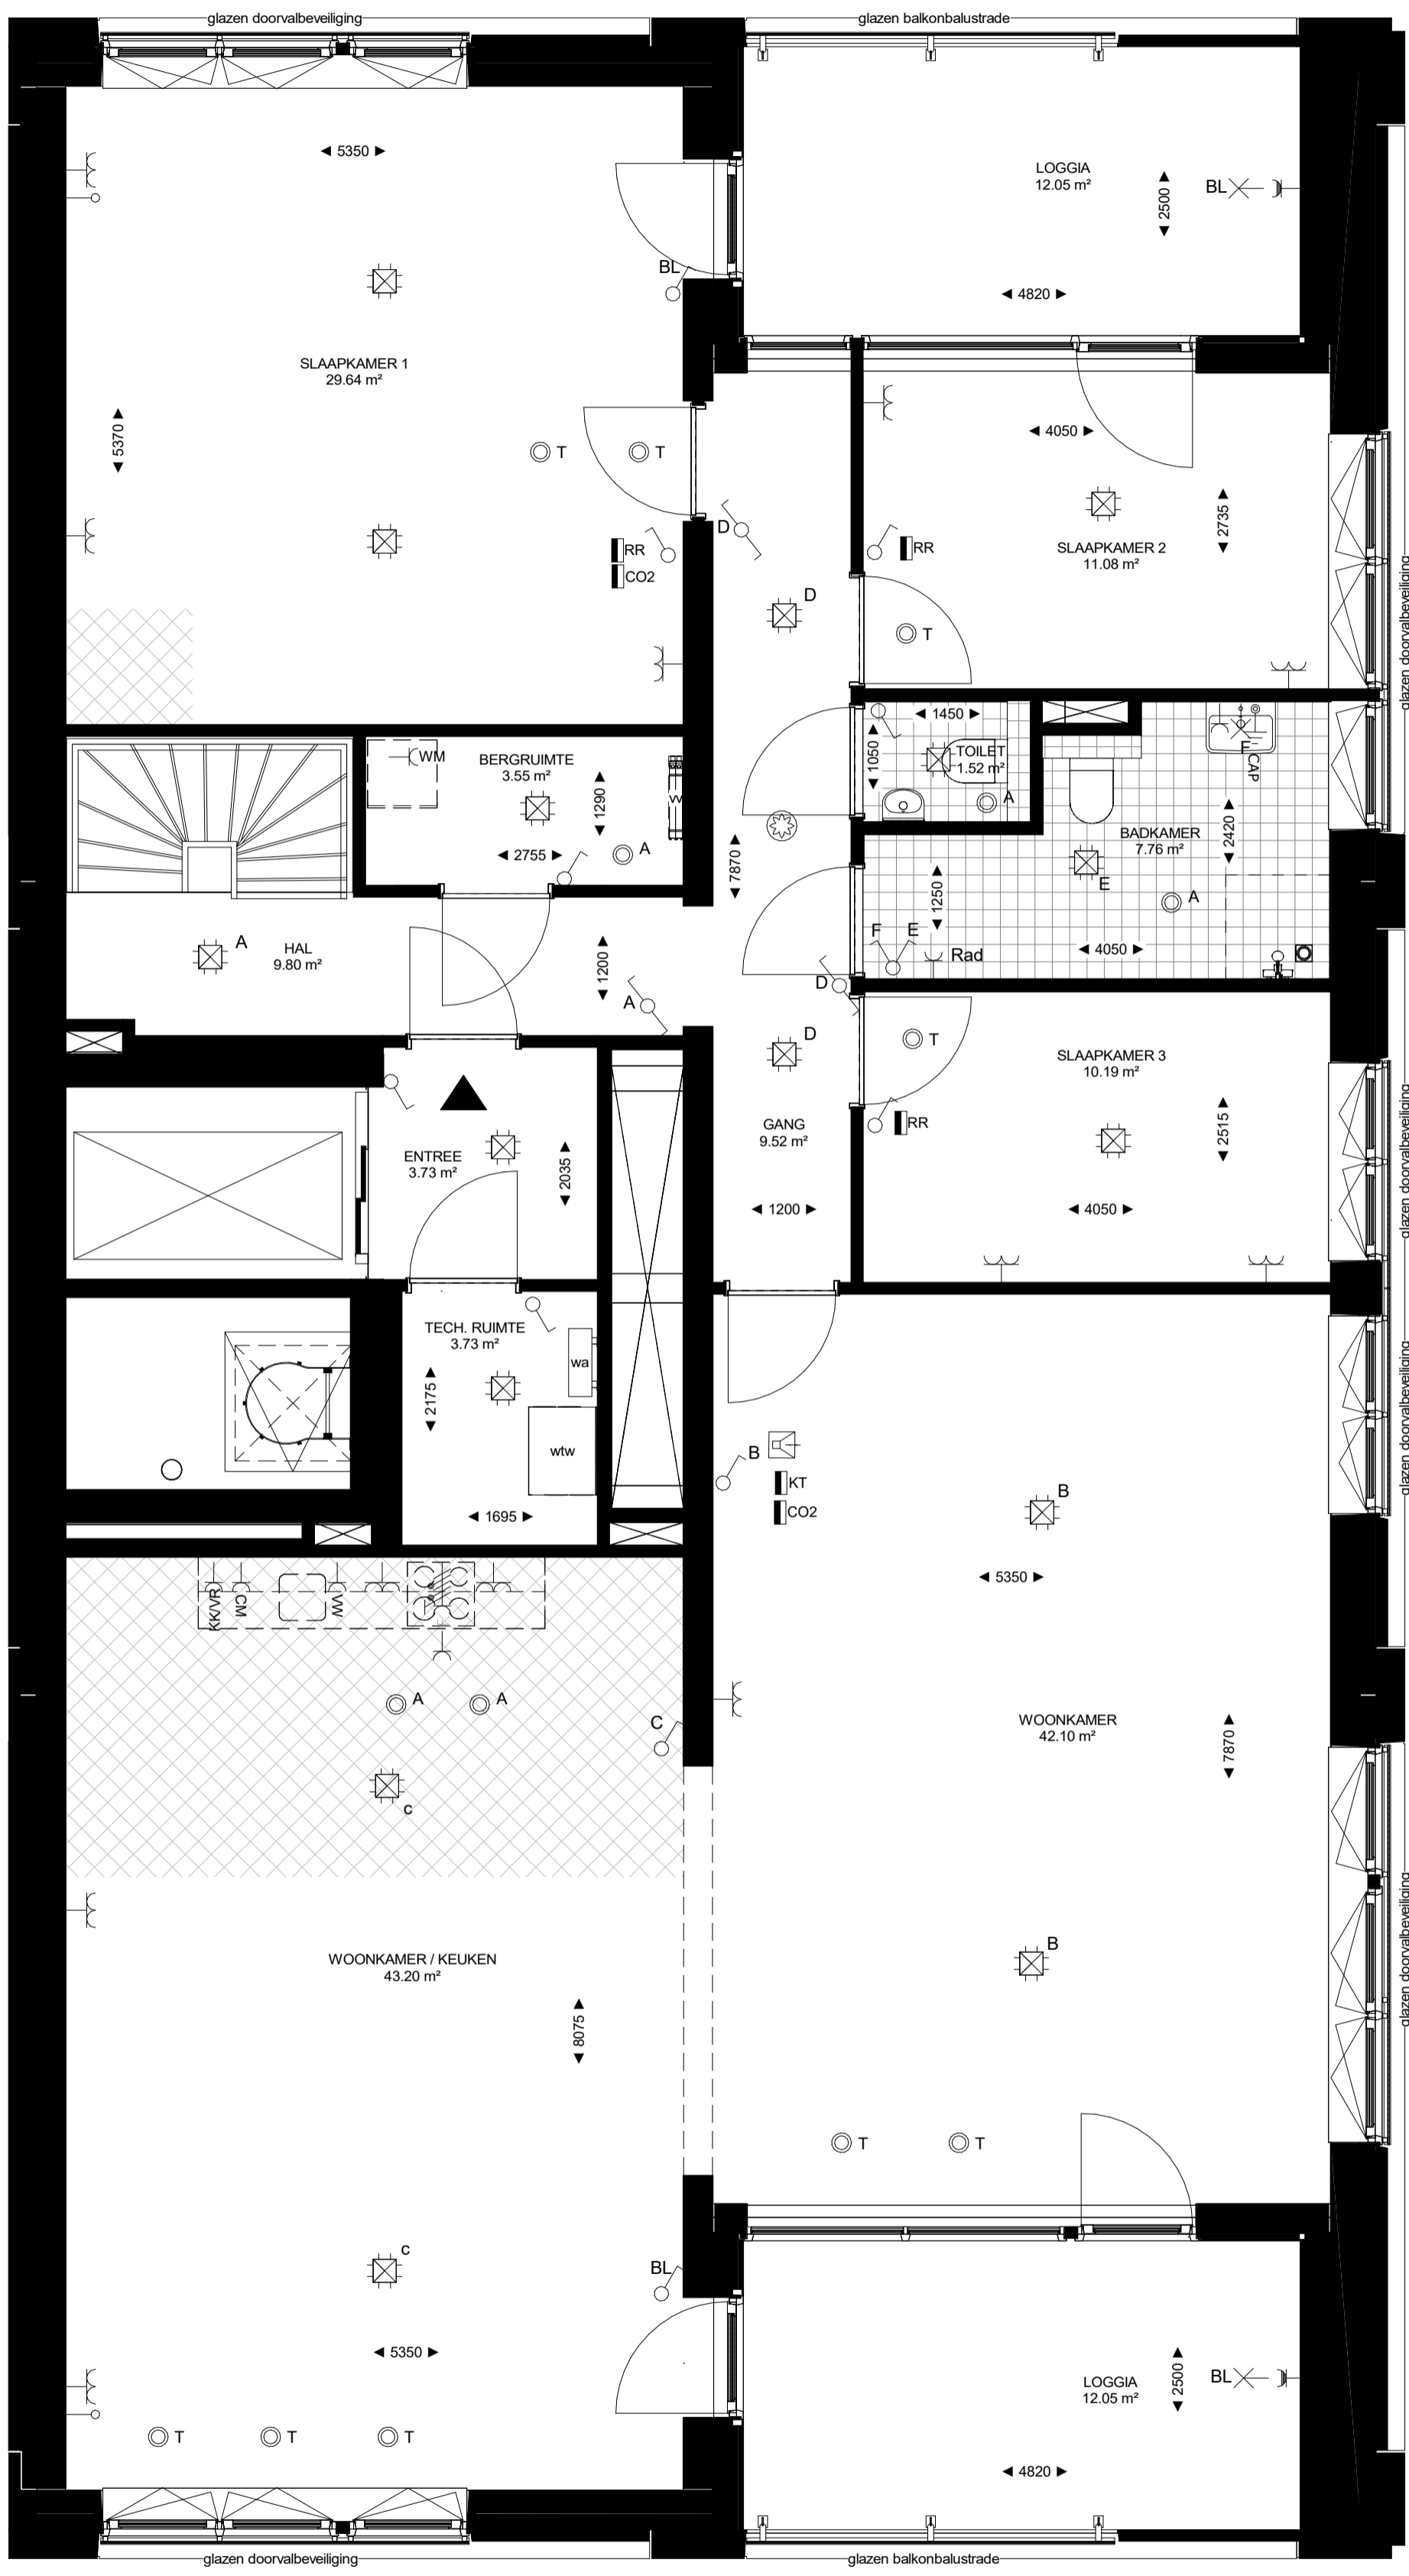 glazen doorvalbeveiliging
glazen balkonbalustrade
5350
LOGGIA
12.05 m²
2500
BL
4820
BL
SLAAPKAMER 1
29.64 m²
5370
T
T
4050
D
RR
CO2
RR
2735
SLAAPKAMER 2
11.08 m²
glazen doorvalbeveiliging
D
T
1450
1050
TOILET
1.52 m²
A
F
CAP
WM
BERGRUIMTE
3.55 m²
1290
2755
A
W
7870
BADKAMER
7.76 m²
2420
E
A
1250
F
E
Rad
4050
A
HAL
9.80 m²
1200
A
D
D
T
SLAAPKAMER 3
10.19 m²
RR
2515
glazen doorvalbeveiliging
GANG
9.52 m²
ENTREE
3.73 m²
2035
1200
4050
TECH. RUIMTE
3.73 m²
wa
2175
wtw
1695
B
KT
CO2
B
glazen doorvalbeveiliging
5350
KK/VR
CM
VW
A
A
C
c
WOONKAMER
42.10 m²
7870
WOONKAMER / KEUKEN
43.20 m²
8075
B
glazen doorvalbeveiliging
T
T
c
BL
5350
LOGGIA
12.05 m²
2500
BL
T
T
T
4820
glazen doorvalbeveiliging
glazen balkonbalustrade